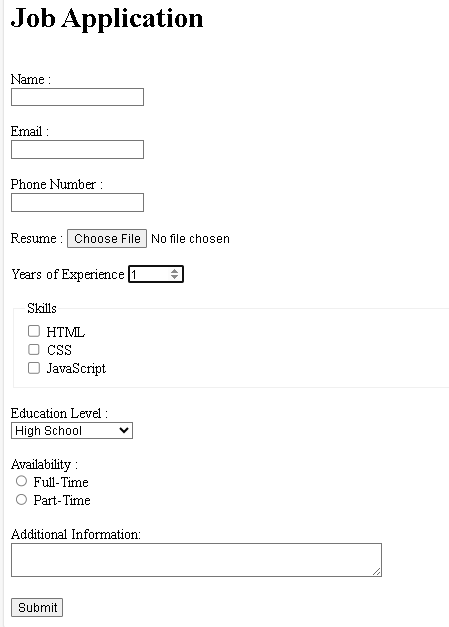 Job Application
Name :
Email :
Phone Number :
Resume : Choose File No file chosen
Years of Experience 1
Skills
HTML
CSS
JavaScript
Education Level :
High School
Availability :
Full-Time
Part-Time
Additional Information:
Submit